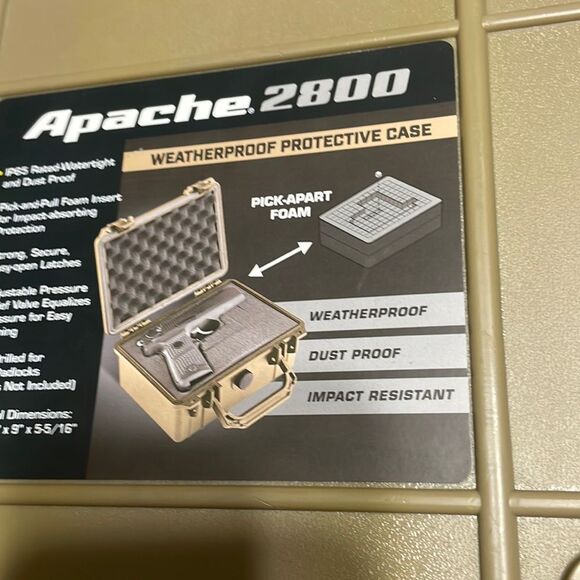 Apache® 2800
WEATHERPROOF PROTECTIVE CASE
IP65 Rated-Watertight
and Dust Proof
Pick-and-Pull Foam Insert
for Impact-absorbing
Protection
Strong, Secure,
Easy-open Latches
Adjustable Pressure
Relief Valve Equalizes
Pressure for Easy
Drilled for
Padlocks
Not Included)
Dimensions:
x 9" x 5-5/16"
PICK-APART
FOAM
WEATHERPROOF
DUST PROOF
IMPACT RESISTANT